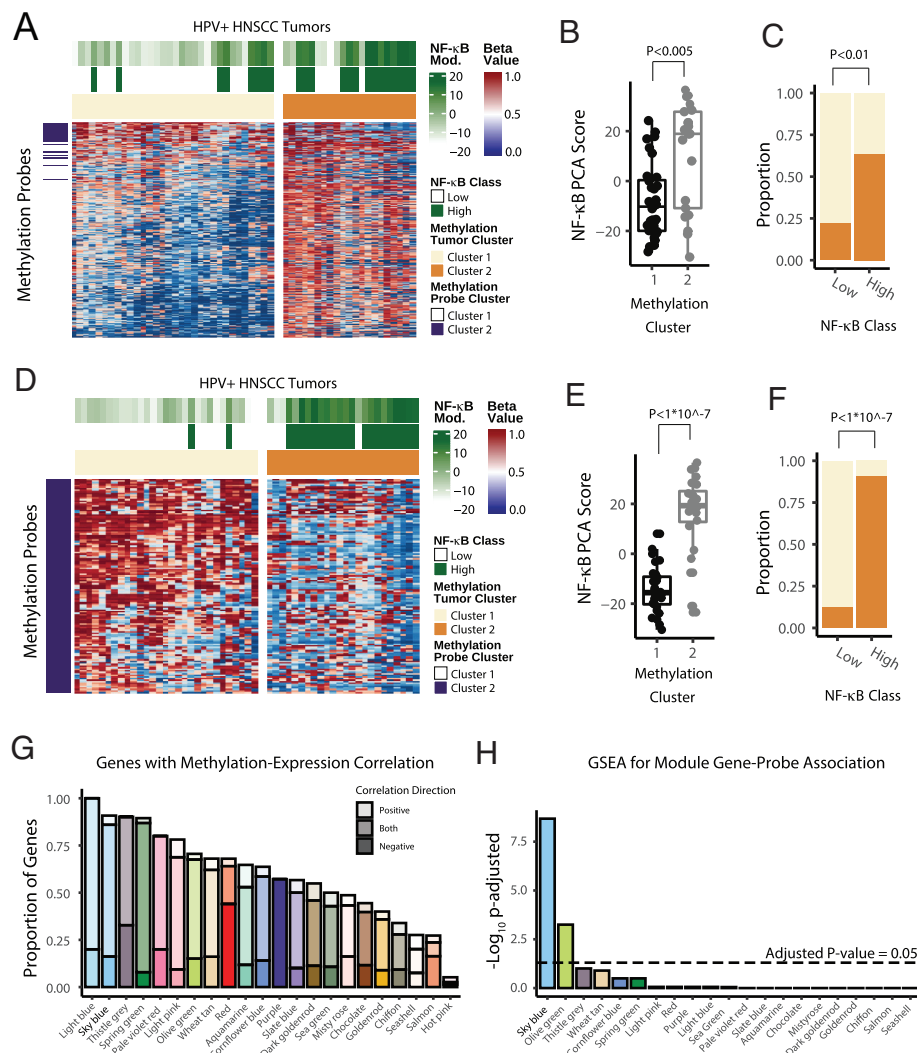 A
HPV+ HNSCC Tumors
Methylation Probes
NF-κB Mod.
20
10
0
−10
−20
Beta Value
1.0
0.5
0.0
NF-κB Class
Low
High
Methylation
Tumor Cluster
Cluster 1
Cluster 2
Methylation
Probe Cluster
Cluster 1
Cluster 2
B
P<0.005
NF-κB PCA Score
20
0
−20
1 2
Methylation
Cluster
C
P<0.01
Proportion
1.00
0.75
0.50
0.25
0.00
Low High
NF-κB Class
D
HPV+ HNSCC Tumors
Methylation Probes
NF-κB Mod.
20
10
0
−10
−20
Beta Value
1.0
0.5
0.0
NF-κB Class
Low
High
Methylation
Tumor Cluster
Cluster 1
Cluster 2
Methylation
Probe Cluster
Cluster 1
Cluster 2
E
P<1*10^-7
NF-κB PCA Score
20
0
−20
1 2
Methylation
Cluster
F
P<1*10^-7
Proportion
1.00
0.75
0.50
0.25
0.00
Low High
NF-κB Class
G
Genes with Methylation-Expression Correlation
Proportion of Genes
1.00
0.75
0.50
0.25
0.00
Correlation Direction
Positive
Both
Negative
Light blue
Sky blue
Thistle grey
Spring green
Pale violet red
Light pink
Olive green
Wheat tan
Red
Aquamarine
Cornflower blue
Purple
Slate blue
Dark goldenrod
Sea green
Misty rose
Chocolate
Goldenrod
Chiffon
Seashell
Salmon
Hot pink
H
GSEA for Module Gene-Probe Association
-Log10 p-adjusted
7.5
5.0
2.5
0.0
Adjusted P-value = 0.05
Sky blue
Olive green
Thistle grey
Wheat tan
Cornflower blue
Spring green
Light pink
Red
Purple
Light blue
Sea Green
Pale violet red
Slate blue
Aquamarine
Chocolate
Mistyrose
Dark goldenrod
Goldenrod
Chiffon
Salmon
Seashell